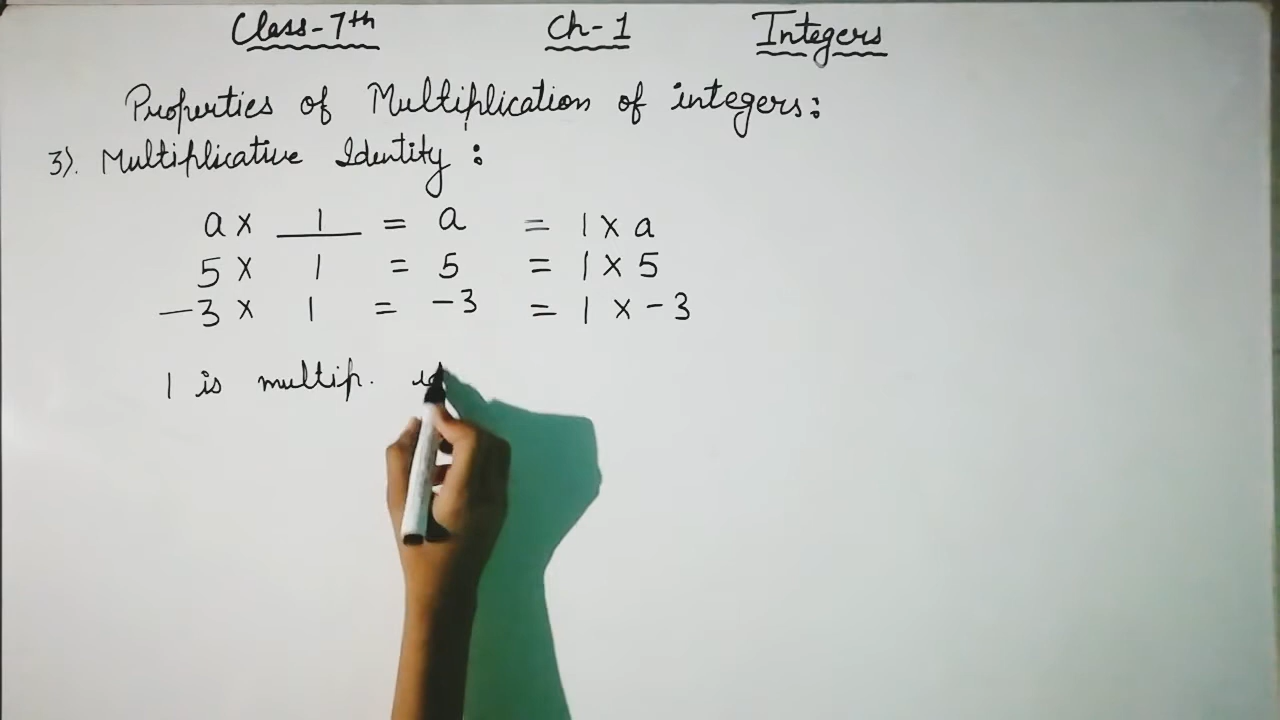 Class-7th Ch-1 Integers
Properties of Multiplication of integers:
3). Multiplicative Identity :
a × 1 = a = 1 × a
5 × 1 = 5 = 1 × 5
-3 × 1 = -3 = 1 × -3
1 is multip. id